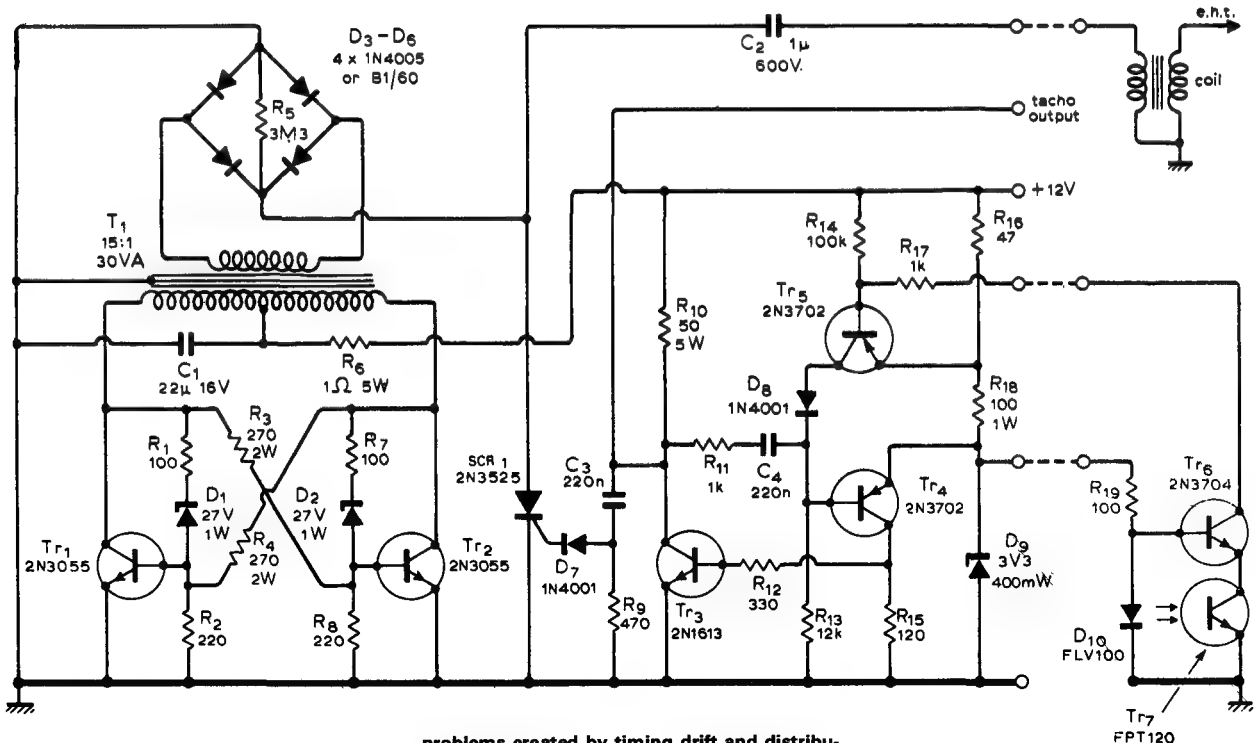 D3–D6
4 x 1N4005
or B1/60
R5
3M3
C2 1µ
600V.
e.h.t.
coil
tacho
output
+12V
T1
15:1
30VA
R14
100k
R16
47
R17
1k
Tr5
2N3702
R10
50
5W
C1
22µ 16V
R6
1Ω 5W
D8
1N4001
R18
100
1W
R1
100
R3
270
2W
R7
100
SCR1
2N3525
C3
220n
R11
1k
C4
220n
Tr4
2N3702
R19
100
Tr6
2N3704
D1
27V
1W
D2
27V
1W
R4
270
2W
Tr1
2N3055
Tr2
2N3055
D7
1N4001
R9
470
Tr3
2N1613
R12
330
R13
12k
R15
120
D9
3V3
400mW
R2
220
R8
220
D10
FLV100
Tr7
FPT120
problems created by timing drift and distribu-